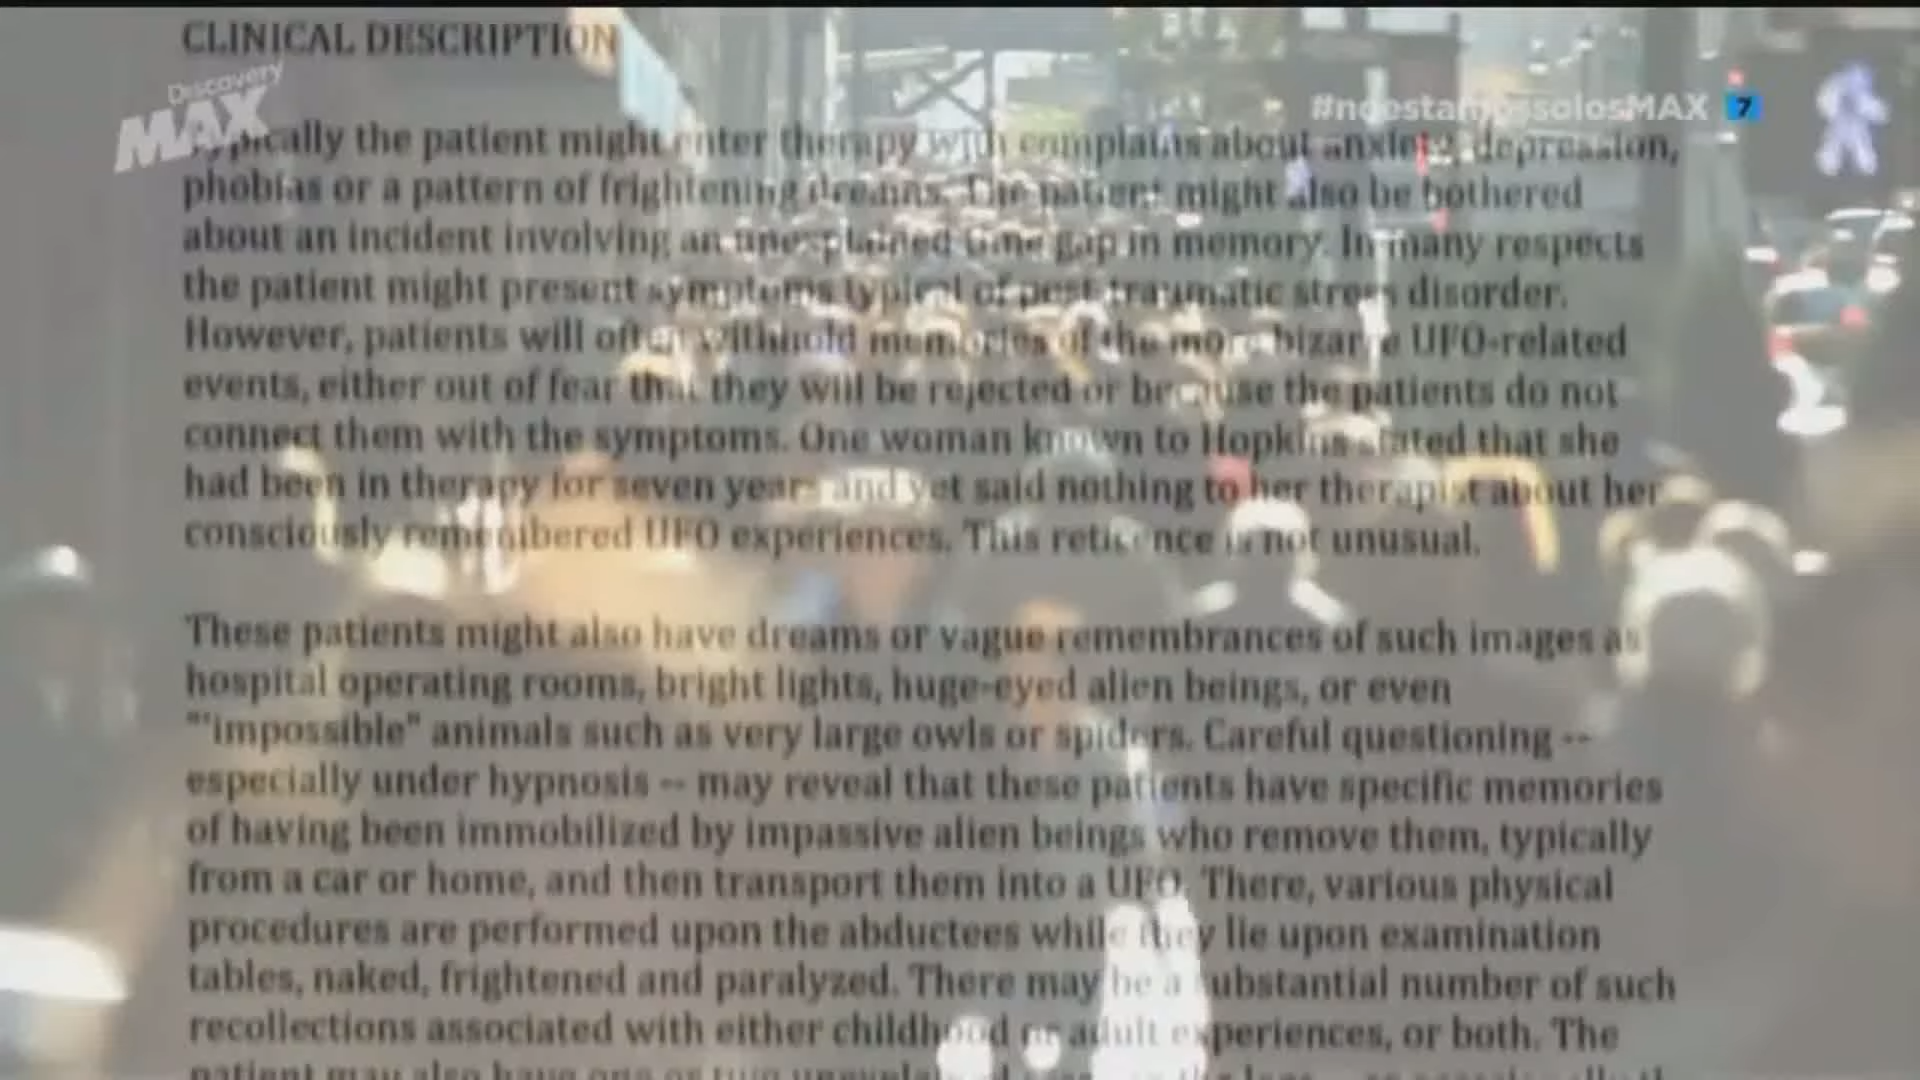 CLINICAL DESCRIPTION
Discovery
MAX
#noestamossolosMAX 7
Typically the patient might enter therapy with complaints about anxiety, depression,
phobias or a pattern of frightening dreams. The patient might also be bothered
about an incident involving an unexplained time gap in memory. In many respects
the patient might present symptoms typical of post-traumatic stress disorder.
However, patients will often withhold memories of the more bizarre UFO-related
events, either out of fear that they will be rejected or because the patients do not
connect them with the symptoms. One woman known to Hopkins stated that she
had been in therapy for seven years and yet said nothing to her therapist about her
consciously remembered UFO experiences. This reticence is not unusual.
These patients might also have dreams or vague remembrances of such images as
hospital operating rooms, bright lights, huge-eyed alien beings, or even
"'impossible" animals such as very large owls or spiders. Careful questioning --
especially under hypnosis -- may reveal that these patients have specific memories
of having been immobilized by impassive alien beings who remove them, typically
from a car or home, and then transport them into a UFO. There, various physical
procedures are performed upon the abductees while they lie upon examination
tables, naked, frightened and paralyzed. There may be a substantial number of such
recollections associated with either childhood or adult experiences, or both. The
patient may also have one or two